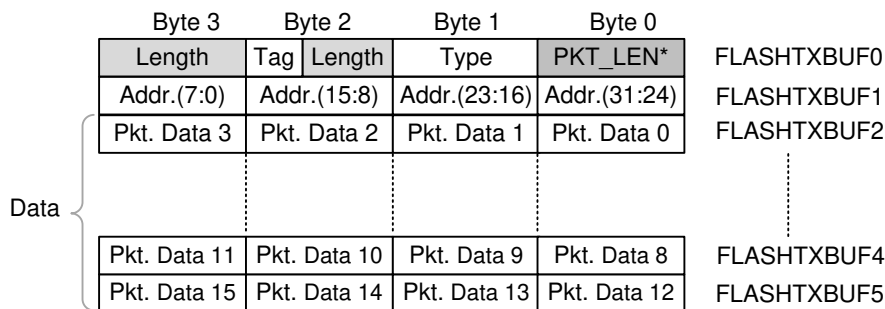 Byte 3 Byte 2 Byte 1 Byte 0
Length Tag Length Type PKT_LEN* FLASHTXBUF0
Addr.(7:0) Addr.(15:8) Addr.(23:16) Addr.(31:24) FLASHTXBUF1
Pkt. Data 3 Pkt. Data 2 Pkt. Data 1 Pkt. Data 0 FLASHTXBUF2
Data
Pkt. Data 11 Pkt. Data 10 Pkt. Data 9 Pkt. Data 8 FLASHTXBUF4
Pkt. Data 15 Pkt. Data 14 Pkt. Data 13 Pkt. Data 12 FLASHTXBUF5